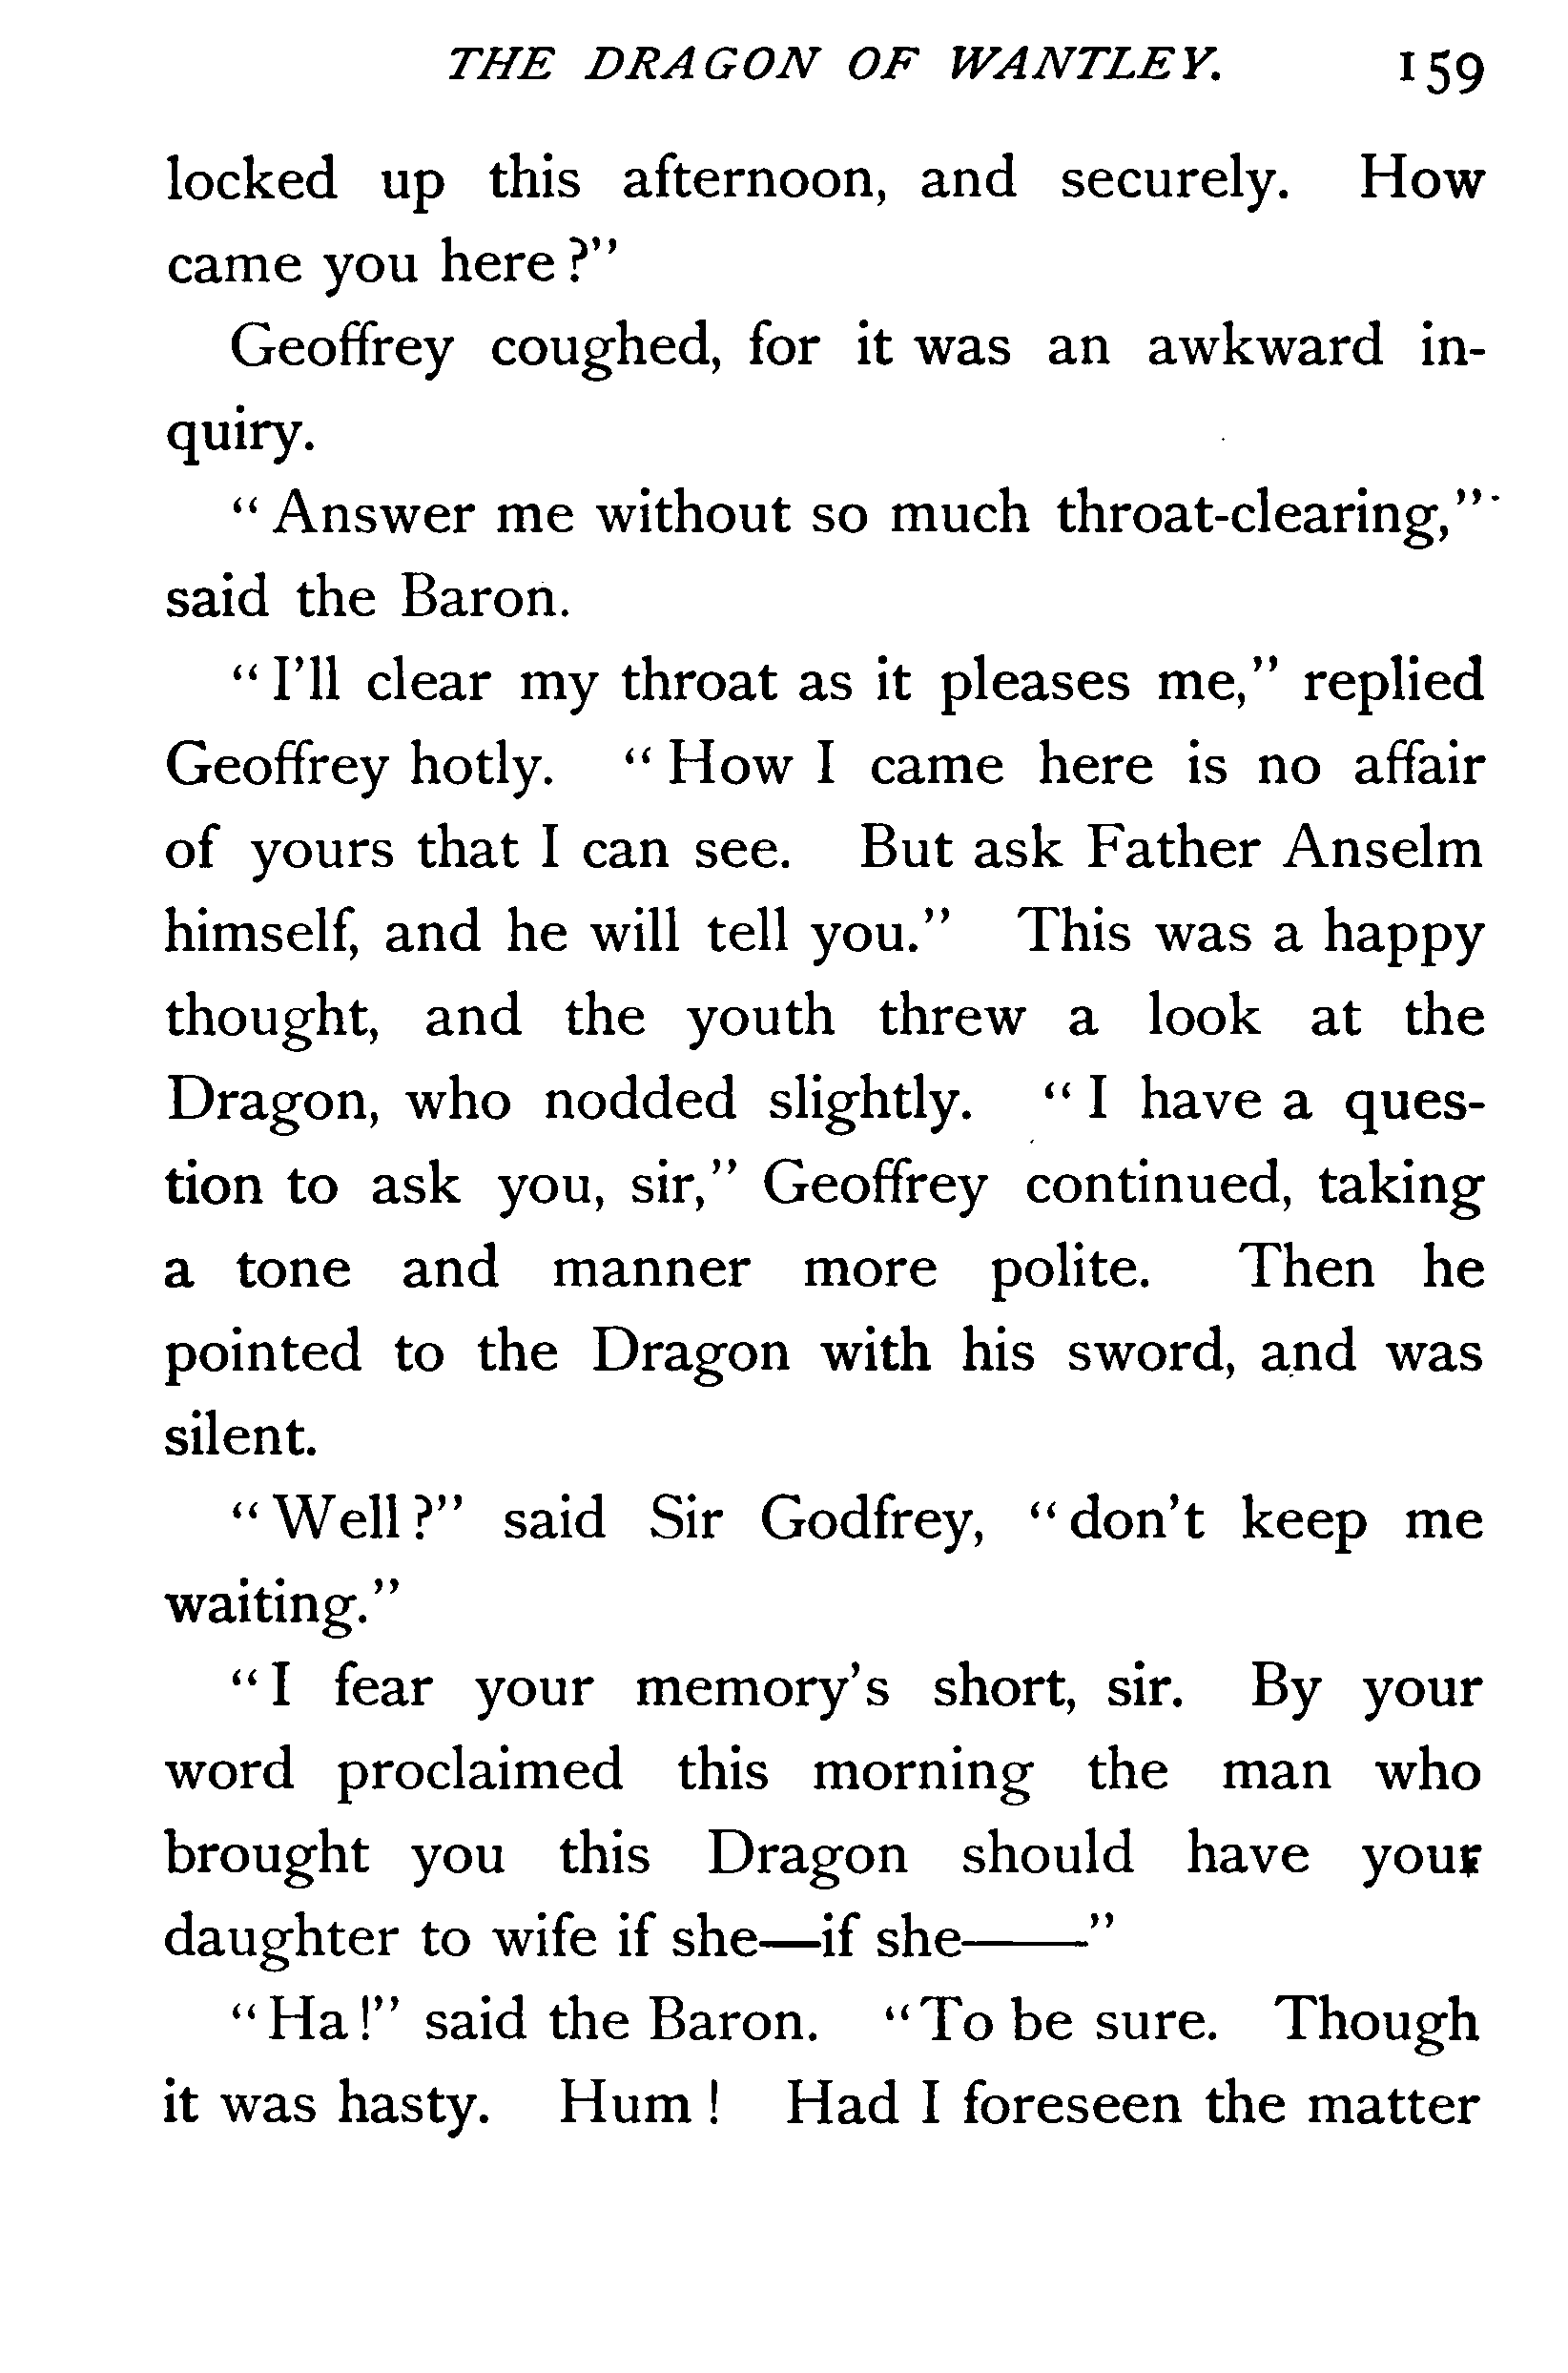 THE DRAGON OF WANTLEY. 159
locked up this afternoon, and securely. How
came you here?”
Geoffrey coughed, for it was an awkward in-
quiry.
“Answer me without so much throat-clearing,”
said the Baron.
“I’ll clear my throat as it pleases me,” replied
Geoffrey hotly. “How I came here is no affair
of yours that I can see. But ask Father Anselm
himself, and he will tell you.” This was a happy
thought, and the youth threw a look at the
Dragon, who nodded slightly. “I have a ques-
tion to ask you, sir,” Geoffrey continued, taking
a tone and manner more polite. Then he
pointed to the Dragon with his sword, and was
silent.
“Well?” said Sir Godfrey, “don’t keep me
waiting.”
“I fear your memory’s short, sir. By your
word proclaimed this morning the man who
brought you this Dragon should have your
daughter to wife if she—if she——”
“Ha!” said the Baron. “To be sure. Though
it was hasty. Hum! Had I foreseen the matter